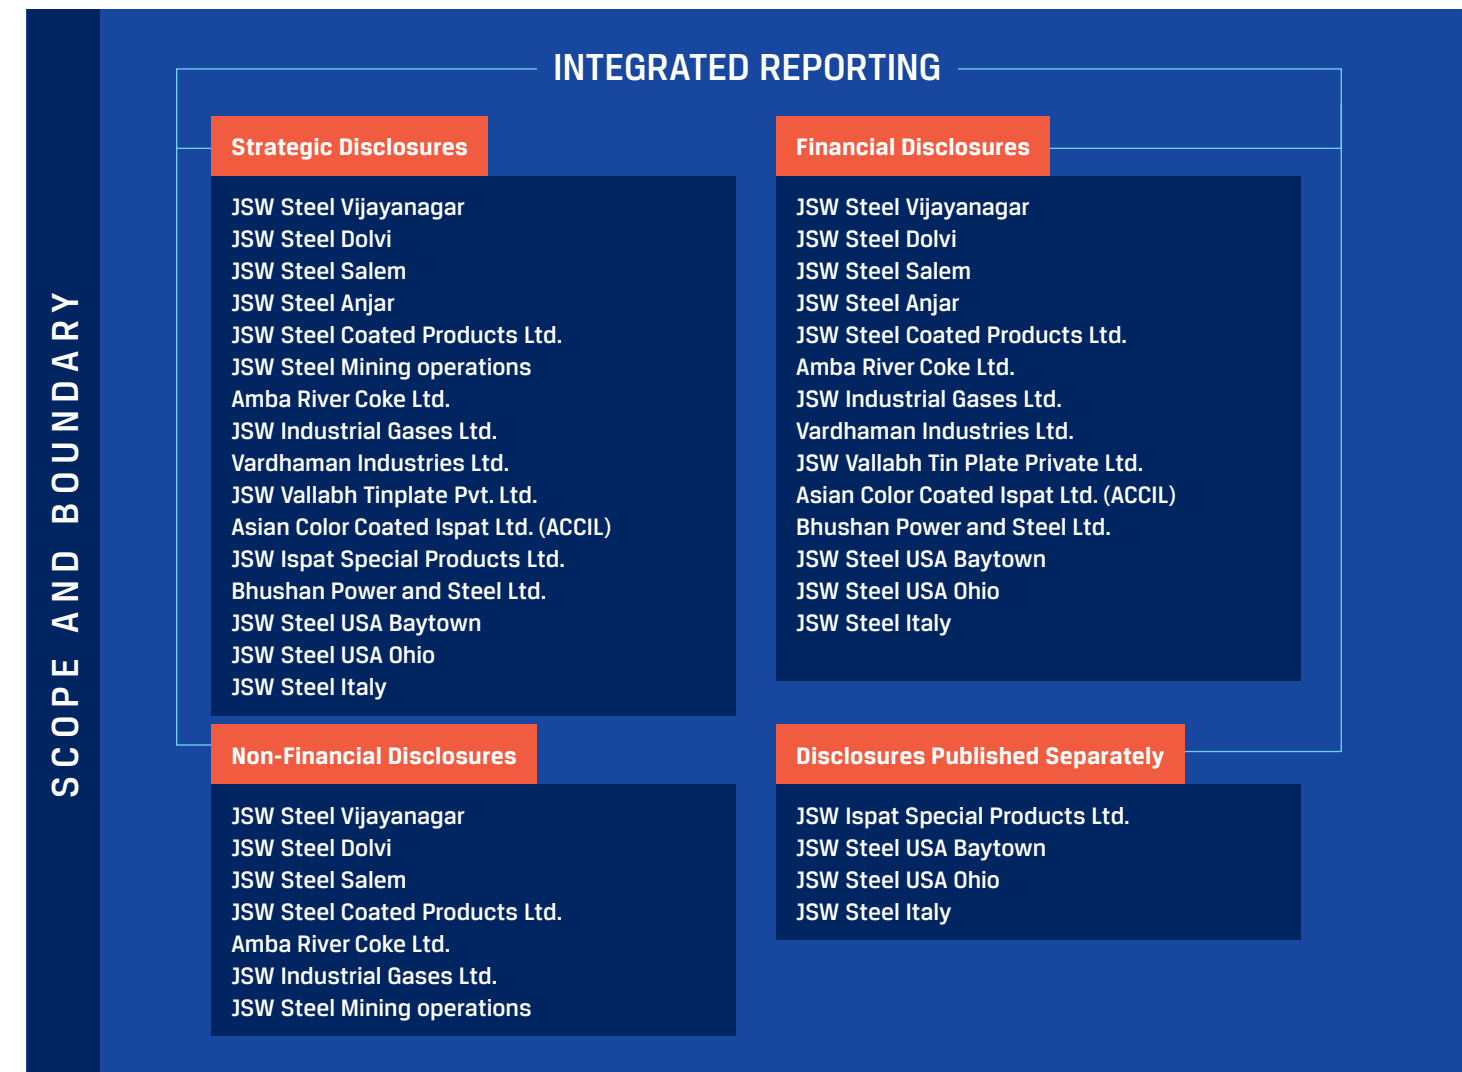 SCOPE AND BOUNDARY
INTEGRATED REPORTING
Strategic Disclosures
JSW Steel Vijayanagar
JSW Steel Dolvi
JSW Steel Salem
JSW Steel Anjar
JSW Steel Coated Products Ltd.
JSW Steel Mining operations
Amba River Coke Ltd.
JSW Industrial Gases Ltd.
Vardhaman Industries Ltd.
JSW Vallabh Tinplate Pvt. Ltd.
Asian Color Coated Ispat Ltd. (ACCIL)
JSW Ispat Special Products Ltd.
Bhushan Power and Steel Ltd.
JSW Steel USA Baytown
JSW Steel USA Ohio
JSW Steel Italy
Financial Disclosures
JSW Steel Vijayanagar
JSW Steel Dolvi
JSW Steel Salem
JSW Steel Anjar
JSW Steel Coated Products Ltd.
Amba River Coke Ltd.
JSW Industrial Gases Ltd.
Vardhaman Industries Ltd.
JSW Vallabh Tin Plate Private Ltd.
Asian Color Coated Ispat Ltd. (ACCIL)
Bhushan Power and Steel Ltd.
JSW Steel USA Baytown
JSW Steel USA Ohio
JSW Steel Italy
Non-Financial Disclosures
JSW Steel Vijayanagar
JSW Steel Dolvi
JSW Steel Salem
JSW Steel Coated Products Ltd.
Amba River Coke Ltd.
JSW Industrial Gases Ltd.
JSW Steel Mining operations
Disclosures Published Separately
JSW Ispat Special Products Ltd.
JSW Steel USA Baytown
JSW Steel USA Ohio
JSW Steel Italy